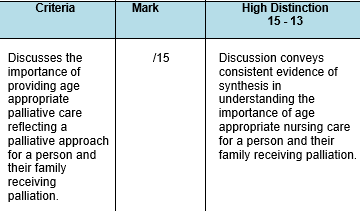 Criteria
Mark
High Distinction
15 - 13
Discusses the
importance of
providing age
appropriate
palliative care
reflecting a
palliative approach
for a person and
their family
receiving
palliation.
/15
Discussion conveys
consistent evidence of
synthesis in
understanding the
importance of age
appropriate nursing care
for a person and their
family receiving palliation.